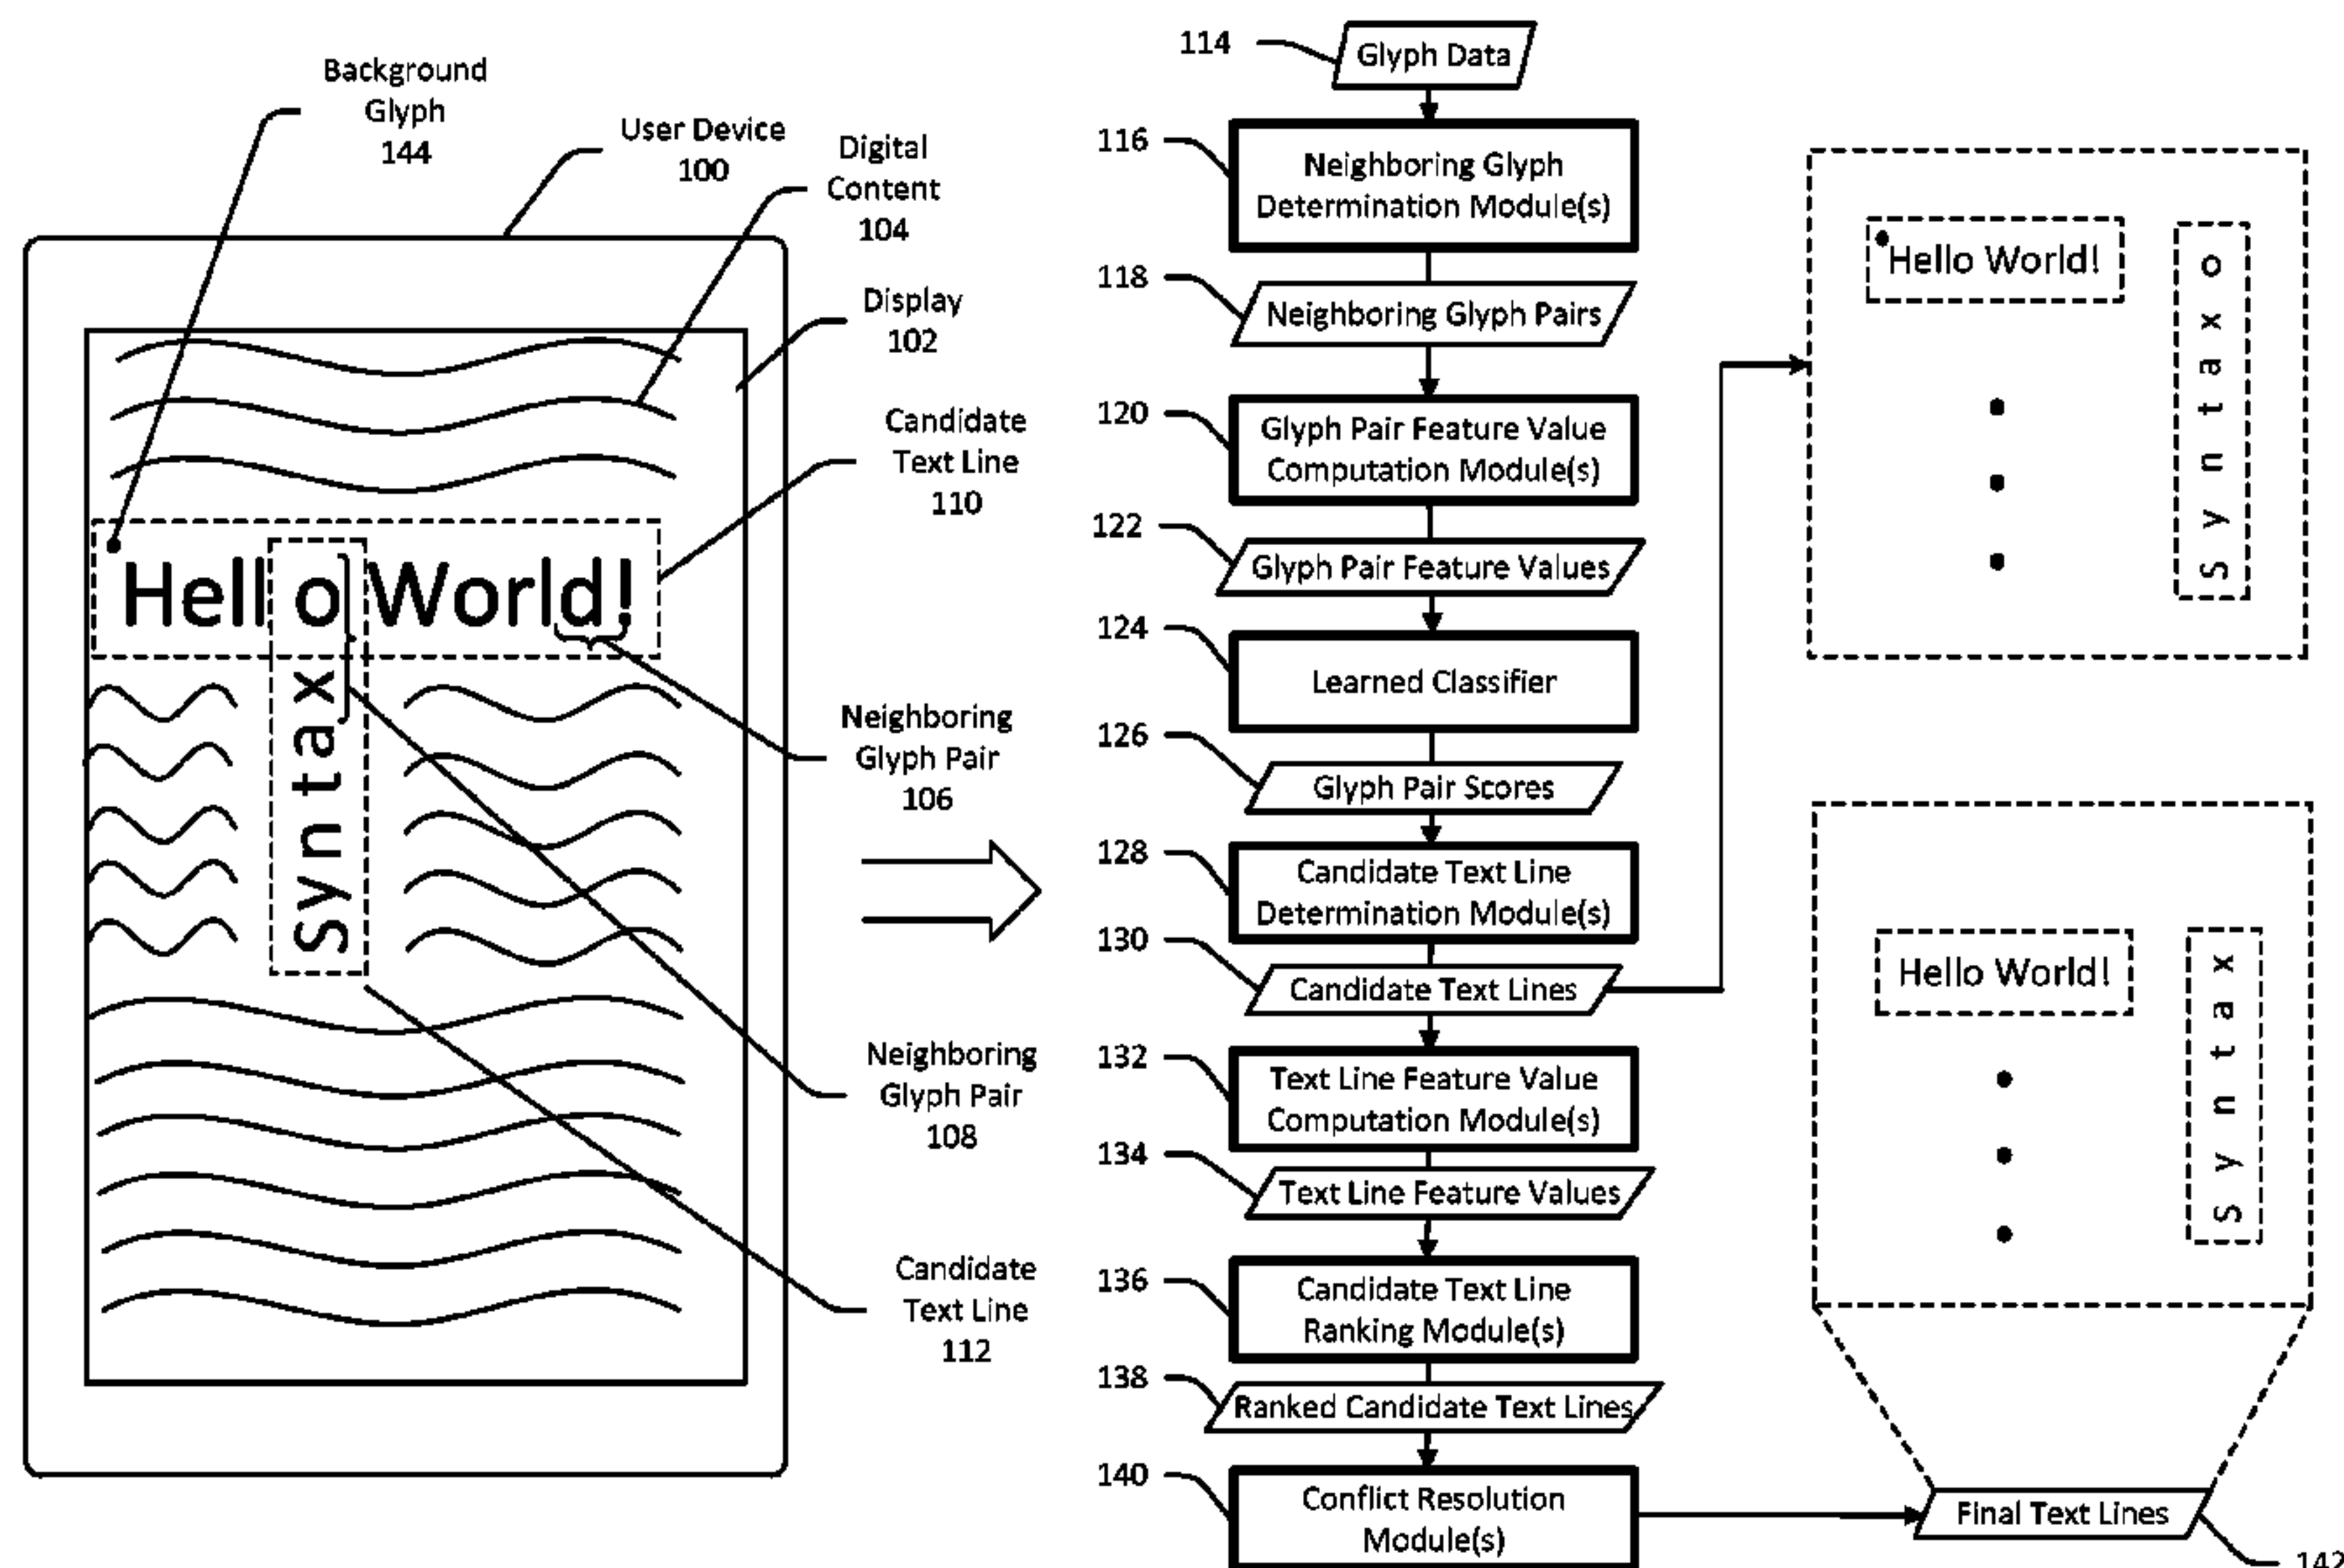 Background
Glyph
144
User Device
100
Digital
Content
104
Display
102
Candidate
Text Line
110
Hello World!
Syntax
Neighboring
Glyph Pair
106
Neighboring
Glyph Pair
108
Candidate
Text Line
112
114
Glyph Data
116
Neighboring Glyph
Determination Module(s)
118
Neighboring Glyph Pairs
120
Glyph Pair Feature Value
Computation Module(s)
122
Glyph Pair Feature Values
124
Learned Classifier
126
Glyph Pair Scores
128
Candidate Text Line
Determination Module(s)
130
Candidate Text Lines
132
Text Line Feature Value
Computation Module(s)
134
Text Line Feature Values
136
Candidate Text Line
Ranking Module(s)
138
Ranked Candidate Text Lines
140
Conflict Resolution
Module(s)
Hello World!
S y n t a x o
Hello World!
S y n t a x
Final Text Lines
142